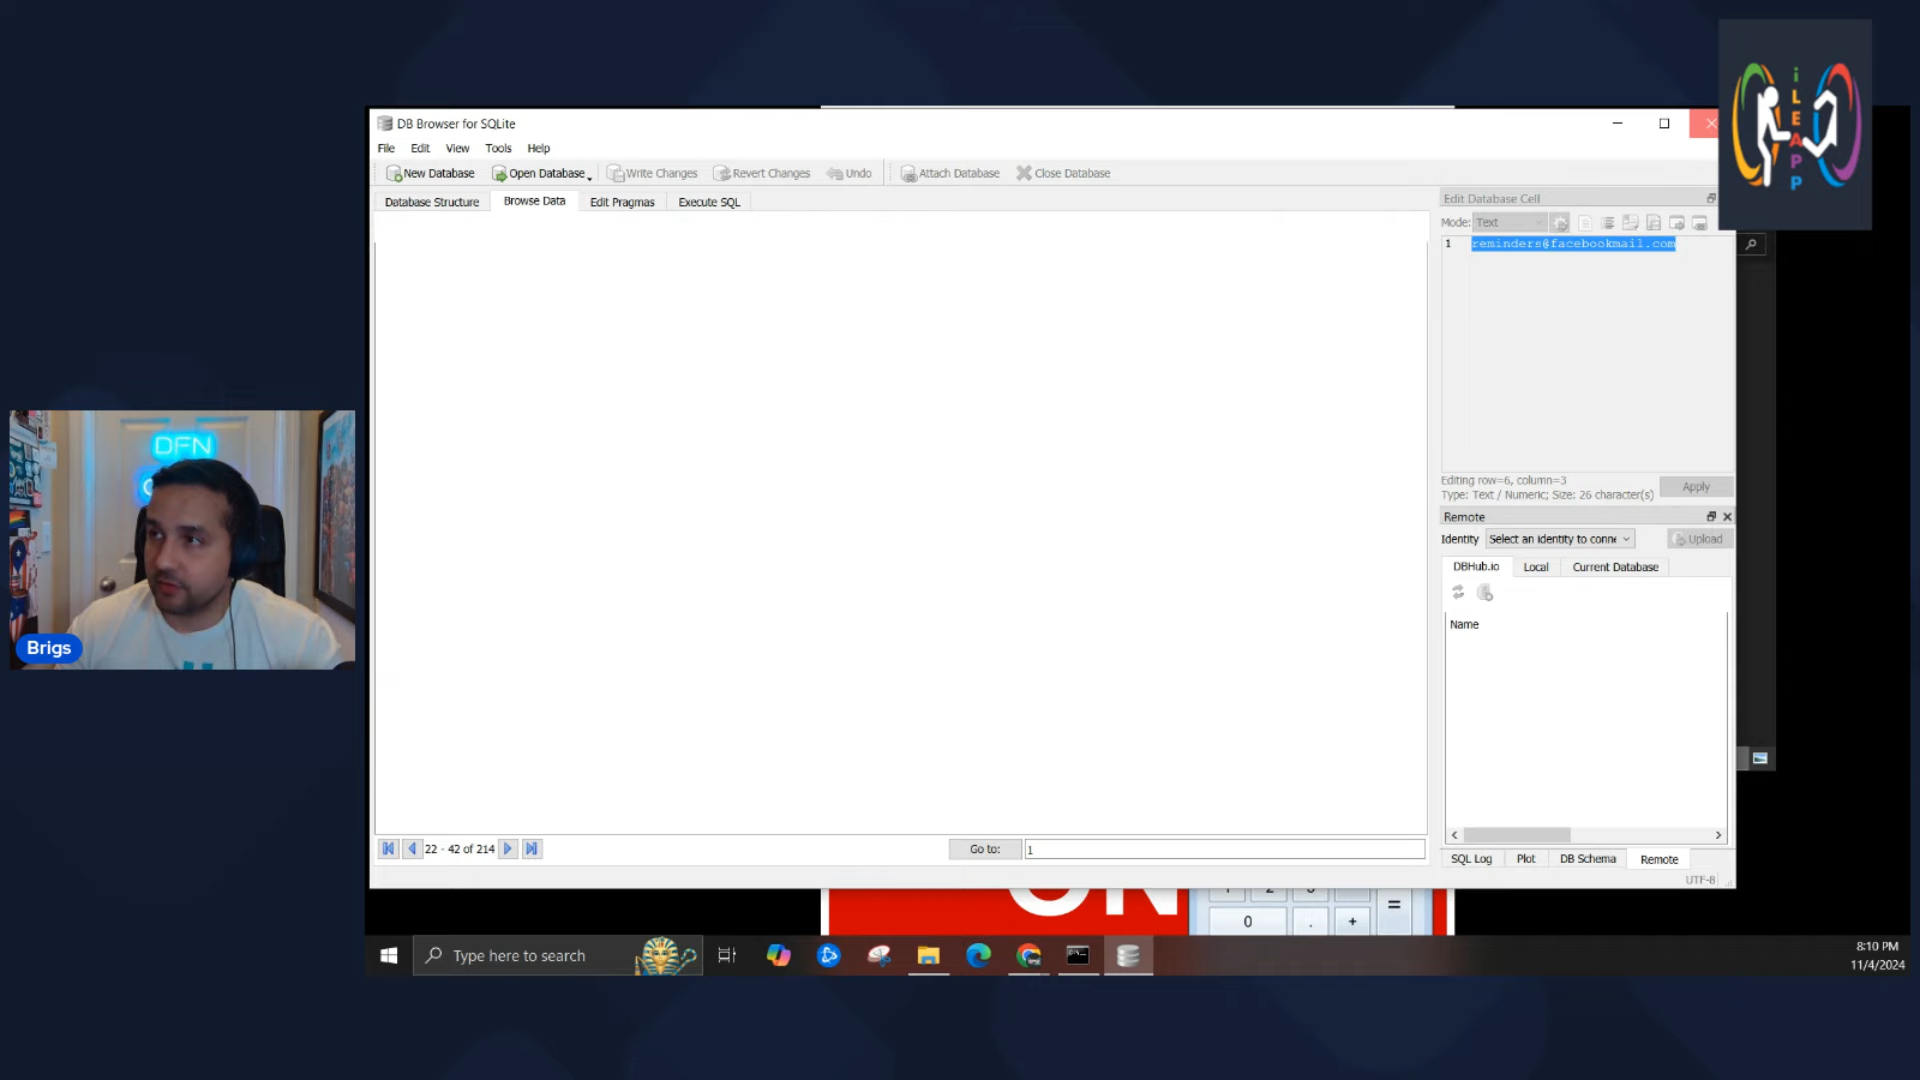 iLEAPP
DB Browser for SQLite
File Edit View Tools Help
New Database Open Database Write Changes Revert Changes Undo Attach Database Close Database
Database Structure Browse Data Edit Pragmas Execute SQL
Edit Database Cell
Mode: Text
1 reminders@facebookmail.com
Editing row=6, column=3
Type: Text / Numeric; Size: 26 character(s)
Apply
Remote
Identity Select an identity to conne Upload
DBHub.io Local Current Database
Name
DFN
Brigs
22 - 42 of 214
Go to: 1
SQL Log Plot DB Schema Remote
UTF-8
ON
0 . + =
Type here to search
8:10 PM
11/4/2024